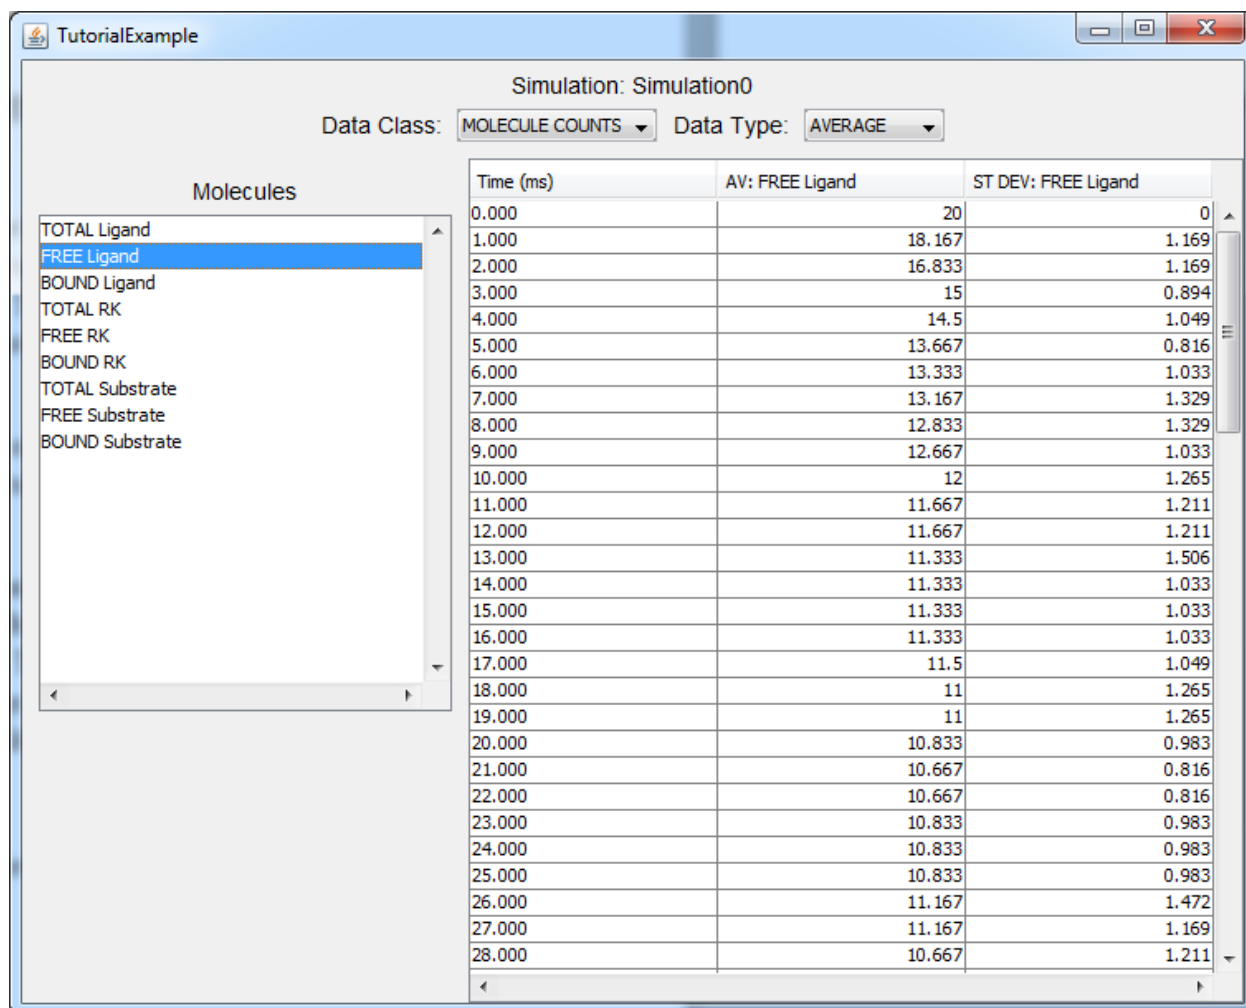 TutorialExample
Simulation: Simulation0
Data Class: MOLECULE COUNTS Data Type: AVERAGE
Molecules
TOTAL Ligand
FREE Ligand
BOUND Ligand
TOTAL RK
FREE RK
BOUND RK
TOTAL Substrate
FREE Substrate
BOUND Substrate
Time (ms) AV: FREE Ligand ST DEV: FREE Ligand
0.000 20 0
1.000 18.167 1.169
2.000 16.833 1.169
3.000 15 0.894
4.000 14.5 1.049
5.000 13.667 0.816
6.000 13.333 1.033
7.000 13.167 1.329
8.000 12.833 1.329
9.000 12.667 1.033
10.000 12 1.265
11.000 11.667 1.211
12.000 11.667 1.211
13.000 11.333 1.506
14.000 11.333 1.033
15.000 11.333 1.033
16.000 11.333 1.033
17.000 11.5 1.049
18.000 11 1.265
19.000 11 1.265
20.000 10.833 0.983
21.000 10.667 0.816
22.000 10.667 0.816
23.000 10.833 0.983
24.000 10.833 0.983
25.000 10.833 0.983
26.000 11.167 1.472
27.000 11.167 1.169
28.000 10.667 1.211